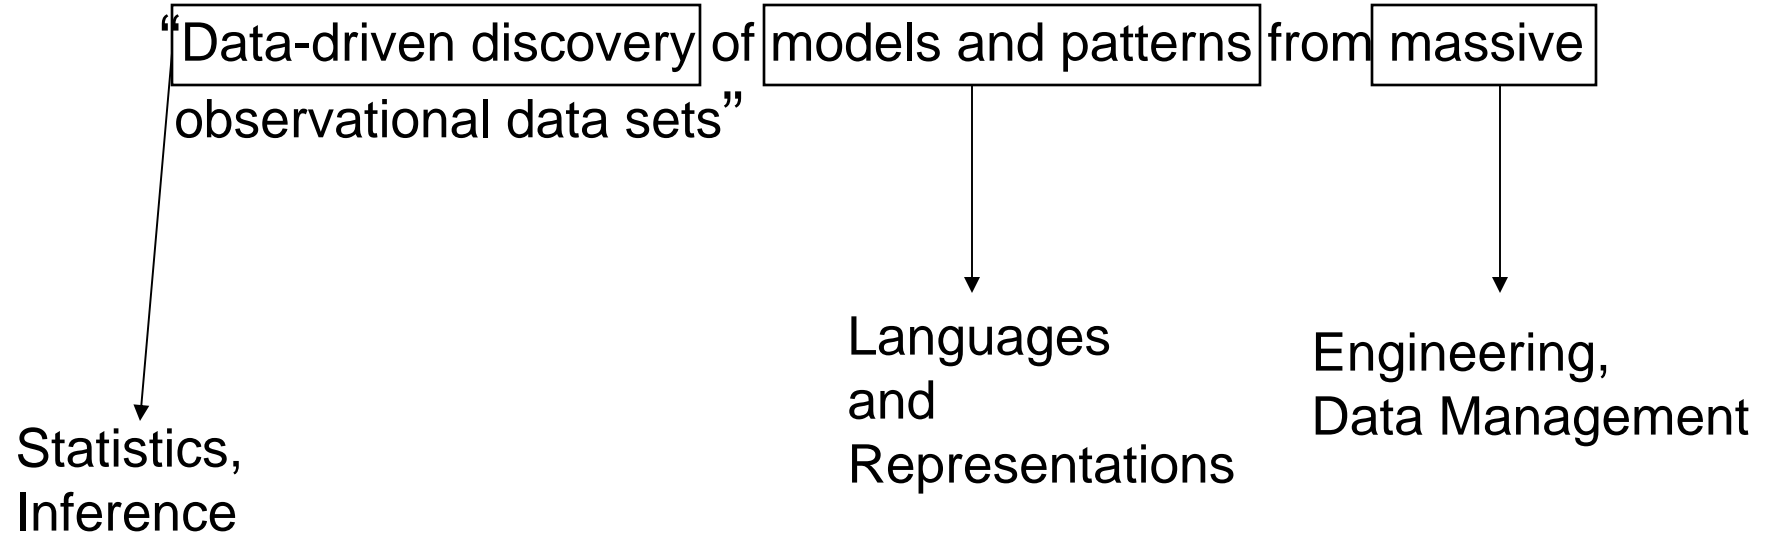 “Data-driven discovery of models and patterns from massive
observational data sets”
Languages
and
Representations
Engineering,
Data Management
Statistics,
Inference